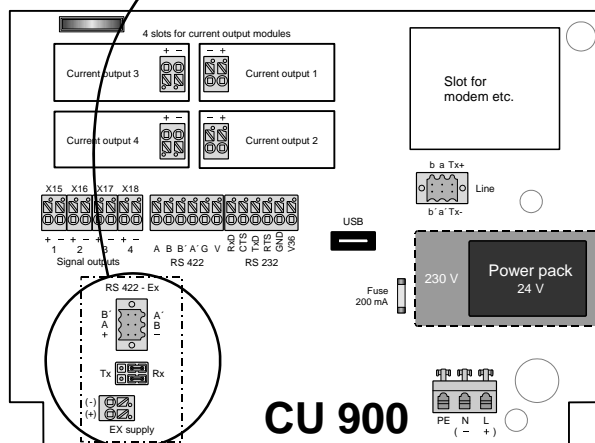 4 slots for current output modules
+ − − +
Current output 3
Current output 1
Slot for
modem etc.
+ − − +
Current output 4
Current output 2
b a Tx+
Line
b´ a´ Tx-
X15 X16 X17 X18
+ − + − + − + −
1 2 3 4
Signal outputs
A B B´ A´ G V
RS 422
RxD CTS TxD RTS GND V36
RS 232
USB
Fuse
200 mA
230 V
Power pack
24 V
RS 422 - Ex
B´ A´
A B
+ −
Tx Rx
(-)
(+)
EX supply
CU 900
PE N L
( − + )